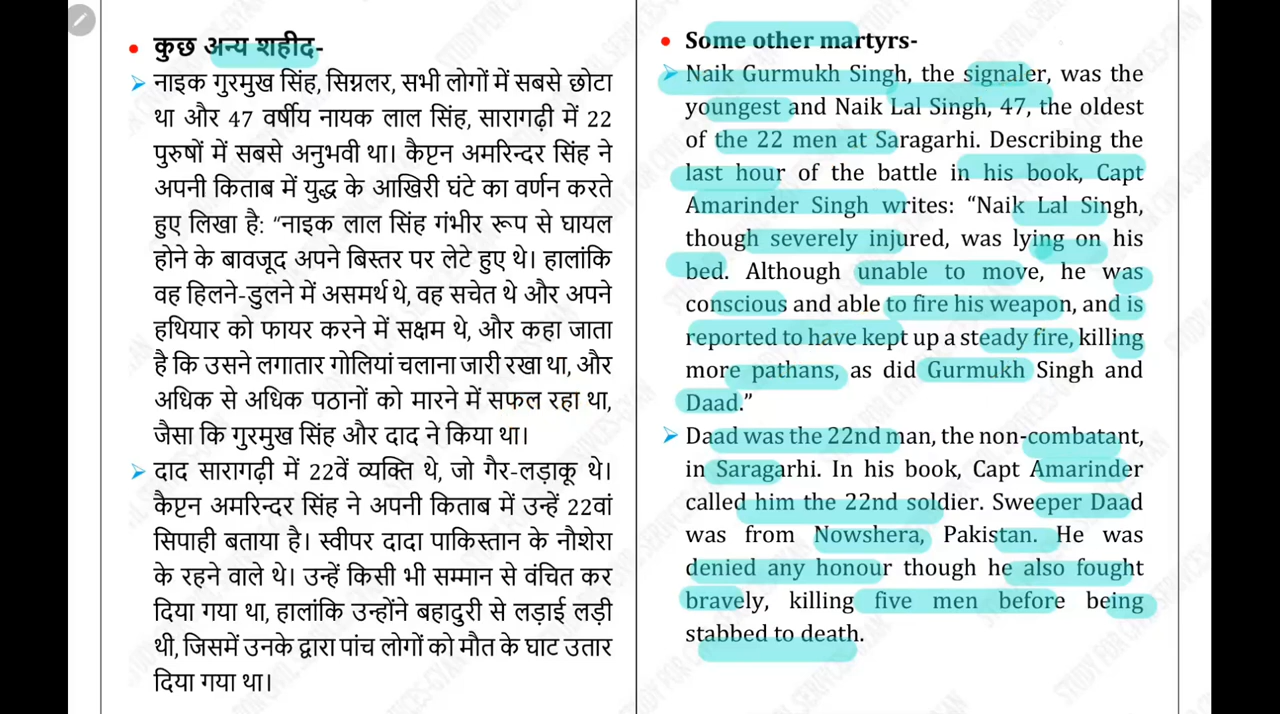 कुछ अन्य शहीद-
नाइक गुरमुख सिंह, सिग्नलर, सभी लोगों में सबसे छोटा
था और 47 वर्षीय नायक लाल सिंह, सारागढ़ी में 22
पुरुषों में सबसे अनुभवी था। कैप्टन अमरिन्दर सिंह ने
अपनी किताब में युद्ध के आखिरी घंटे का वर्णन करते
हुए लिखा है: “नाइक लाल सिंह गंभीर रूप से घायल
होने के बावजूद अपने बिस्तर पर लेटे हुए थे। हालांकि
वह हिलने-डुलने में असमर्थ थे, वह सचेत थे और अपने
हथियार को फायर करने में सक्षम थे, और कहा जाता
है कि उसने लगातार गोलियां चलाना जारी रखा था, और
अधिक से अधिक पठानों को मारने में सफल रहा था,
जैसा कि गुरमुख सिंह और दाद ने किया था।
दाद सारागढ़ी में 22वें व्यक्ति थे, जो गैर-लड़ाकू थे।
कैप्टन अमरिन्दर सिंह ने अपनी किताब में उन्हें 22वां
सिपाही बताया है। स्वीपर दादा पाकिस्तान के नौशेरा
के रहने वाले थे। उन्हें किसी भी सम्मान से वंचित कर
दिया गया था, हालांकि उन्होंने बहादुरी से लड़ाई लड़ी
थी, जिसमें उनके द्वारा पांच लोगों को मौत के घाट उतार
दिया गया था।
Some other martyrs-
Naik Gurmukh Singh, the signaler, was the
youngest and Naik Lal Singh, 47, the oldest
of the 22 men at Saragarhi. Describing the
last hour of the battle in his book, Capt
Amarinder Singh writes: “Naik Lal Singh,
though severely injured, was lying on his
bed. Although unable to move, he was
conscious and able to fire his weapon, and is
reported to have kept up a steady fire, killing
more pathans, as did Gurmukh Singh and
Daad.”
Daad was the 22nd man, the non-combatant,
in Saragarhi. In his book, Capt Amarinder
called him the 22nd soldier. Sweeper Daad
was from Nowshera, Pakistan. He was
denied any honour though he also fought
bravely, killing five men before being
stabbed to death.